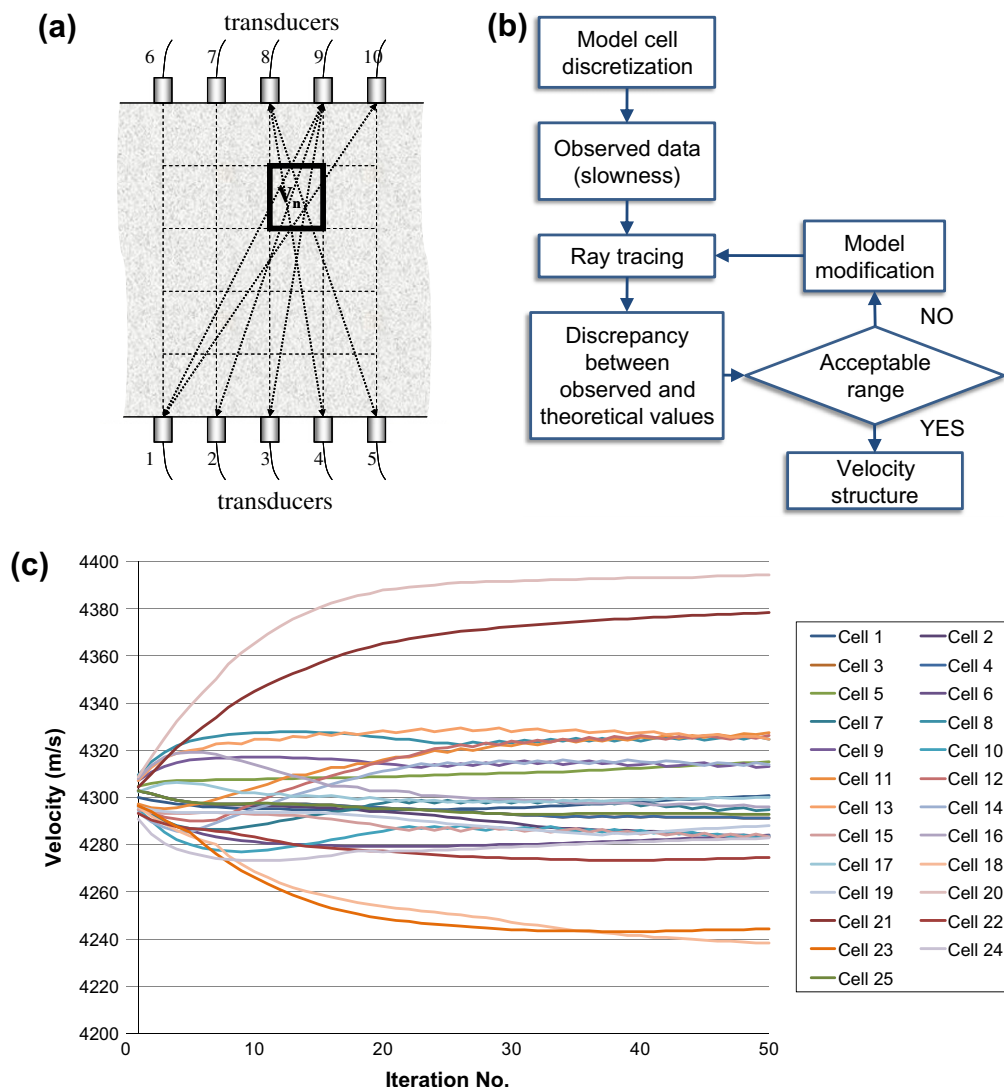 (a)
transducers
6 7 8 9 10
Vn
1 2 3 4 5
transducers
(b)
Model cell
discretization
Observed data
(slowness)
Ray tracing
Model
modification
NO
Discrepancy
between
observed and
theoretical values
Acceptable
range
YES
Velocity
structure
(c)
4400
4380
4360
4340
4320
4300
4280
4260
4240
4220
4200
Velocity (m/s)
0 10 20 30 40 50
Iteration No.
Cell 1 Cell 2
Cell 3 Cell 4
Cell 5 Cell 6
Cell 7 Cell 8
Cell 9 Cell 10
Cell 11 Cell 12
Cell 13 Cell 14
Cell 15 Cell 16
Cell 17 Cell 18
Cell 19 Cell 20
Cell 21 Cell 22
Cell 23 Cell 24
Cell 25